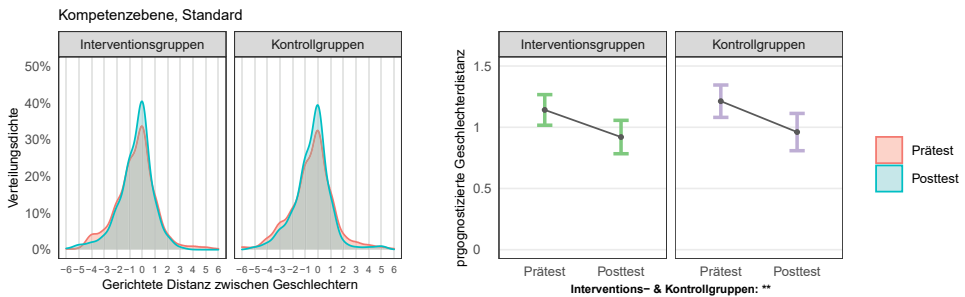 Kompetenzebene, Standard
Interventionsgruppen
Kontrollgruppen
50%
40%
30%
20%
10%
0%
Verteilungsdichte
−6 −5 −4 −3 −2 −1 0 1 2 3 4 5 6
−6 −5 −4 −3 −2 −1 0 1 2 3 4 5 6
Gerichtete Distanz zwischen Geschlechtern
Interventionsgruppen
Kontrollgruppen
1.5
1
0.5
0
prgognostizierte Geschlechterdistanz
Prätest Posttest
Prätest Posttest
Interventions− & Kontrollgruppen: **
Prätest
Posttest